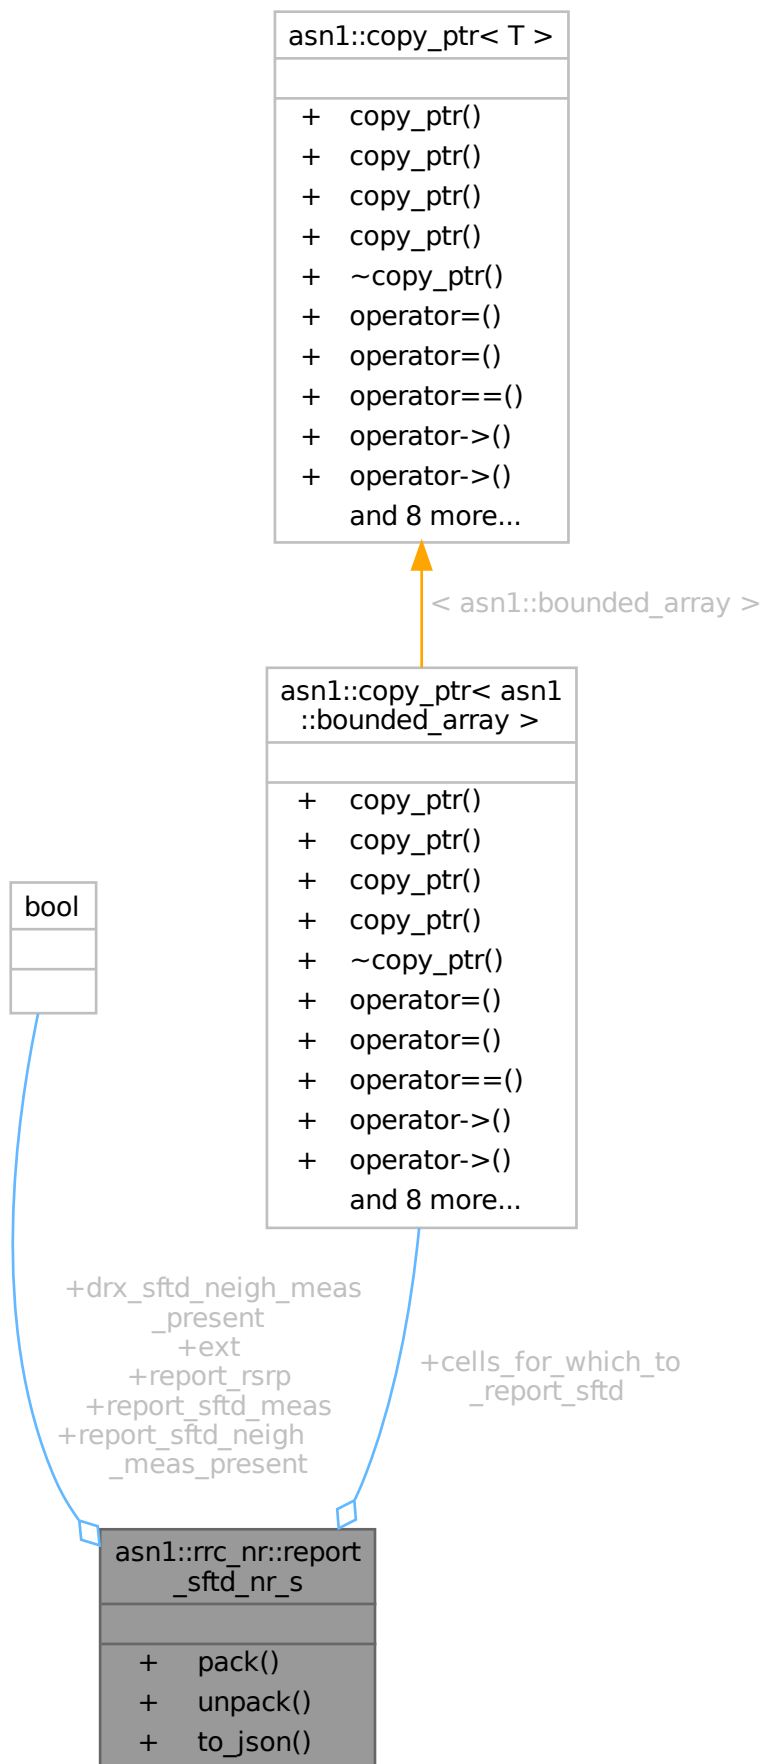 asn1::copy_ptr< T >
+ copy_ptr()
+ copy_ptr()
+ copy_ptr()
+ copy_ptr()
+ ~copy_ptr()
+ operator=()
+ operator=()
+ operator==()
+ operator->()
+ operator->()
and 8 more...
< asn1::bounded_array >
asn1::copy_ptr< asn1
::bounded_array >
+ copy_ptr()
+ copy_ptr()
+ copy_ptr()
+ copy_ptr()
+ ~copy_ptr()
+ operator=()
+ operator=()
+ operator==()
+ operator->()
+ operator->()
and 8 more...
bool
+drx_sftd_neigh_meas
_present
+ext
+report_rsrp
+report_sftd_meas
+report_sftd_neigh
_meas_present
+cells_for_which_to
_report_sftd
asn1::rrc_nr::report
_sftd_nr_s
+ pack()
+ unpack()
+ to_json()